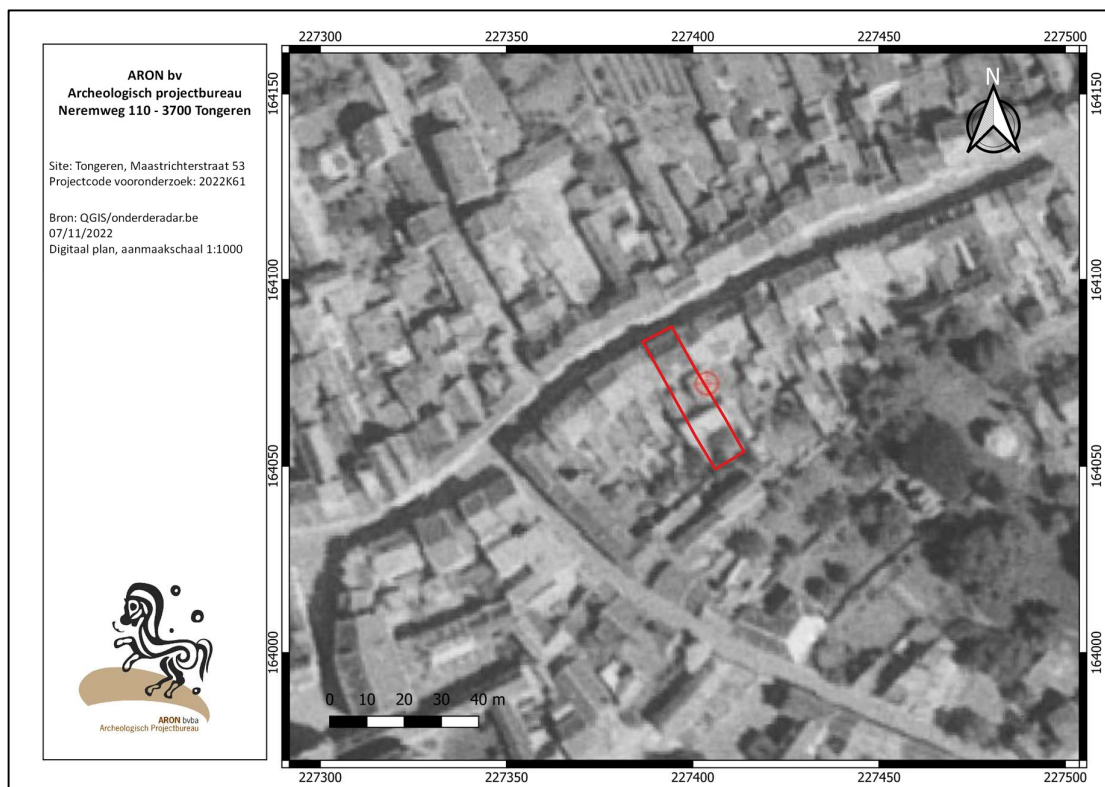 ARON bv
Archeologisch projectbureau
Neremweg 110 - 3700 Tongeren
Site: Tongeren, Maastrichterstraat 53
Projectcode vooronderzoek: 2022K61
Bron: QGIS/onderderadar.be
07/11/2022
Digitaal plan, aanmaakschaal 1:1000
ARON bvba
Archeologisch Projectbureau
227300 227350 227400 227450 227500
164150
164100
164050
164000
N
164150
164100
164050
164000
0 10 20 30 40 m
227300 227350 227400 227450 227500